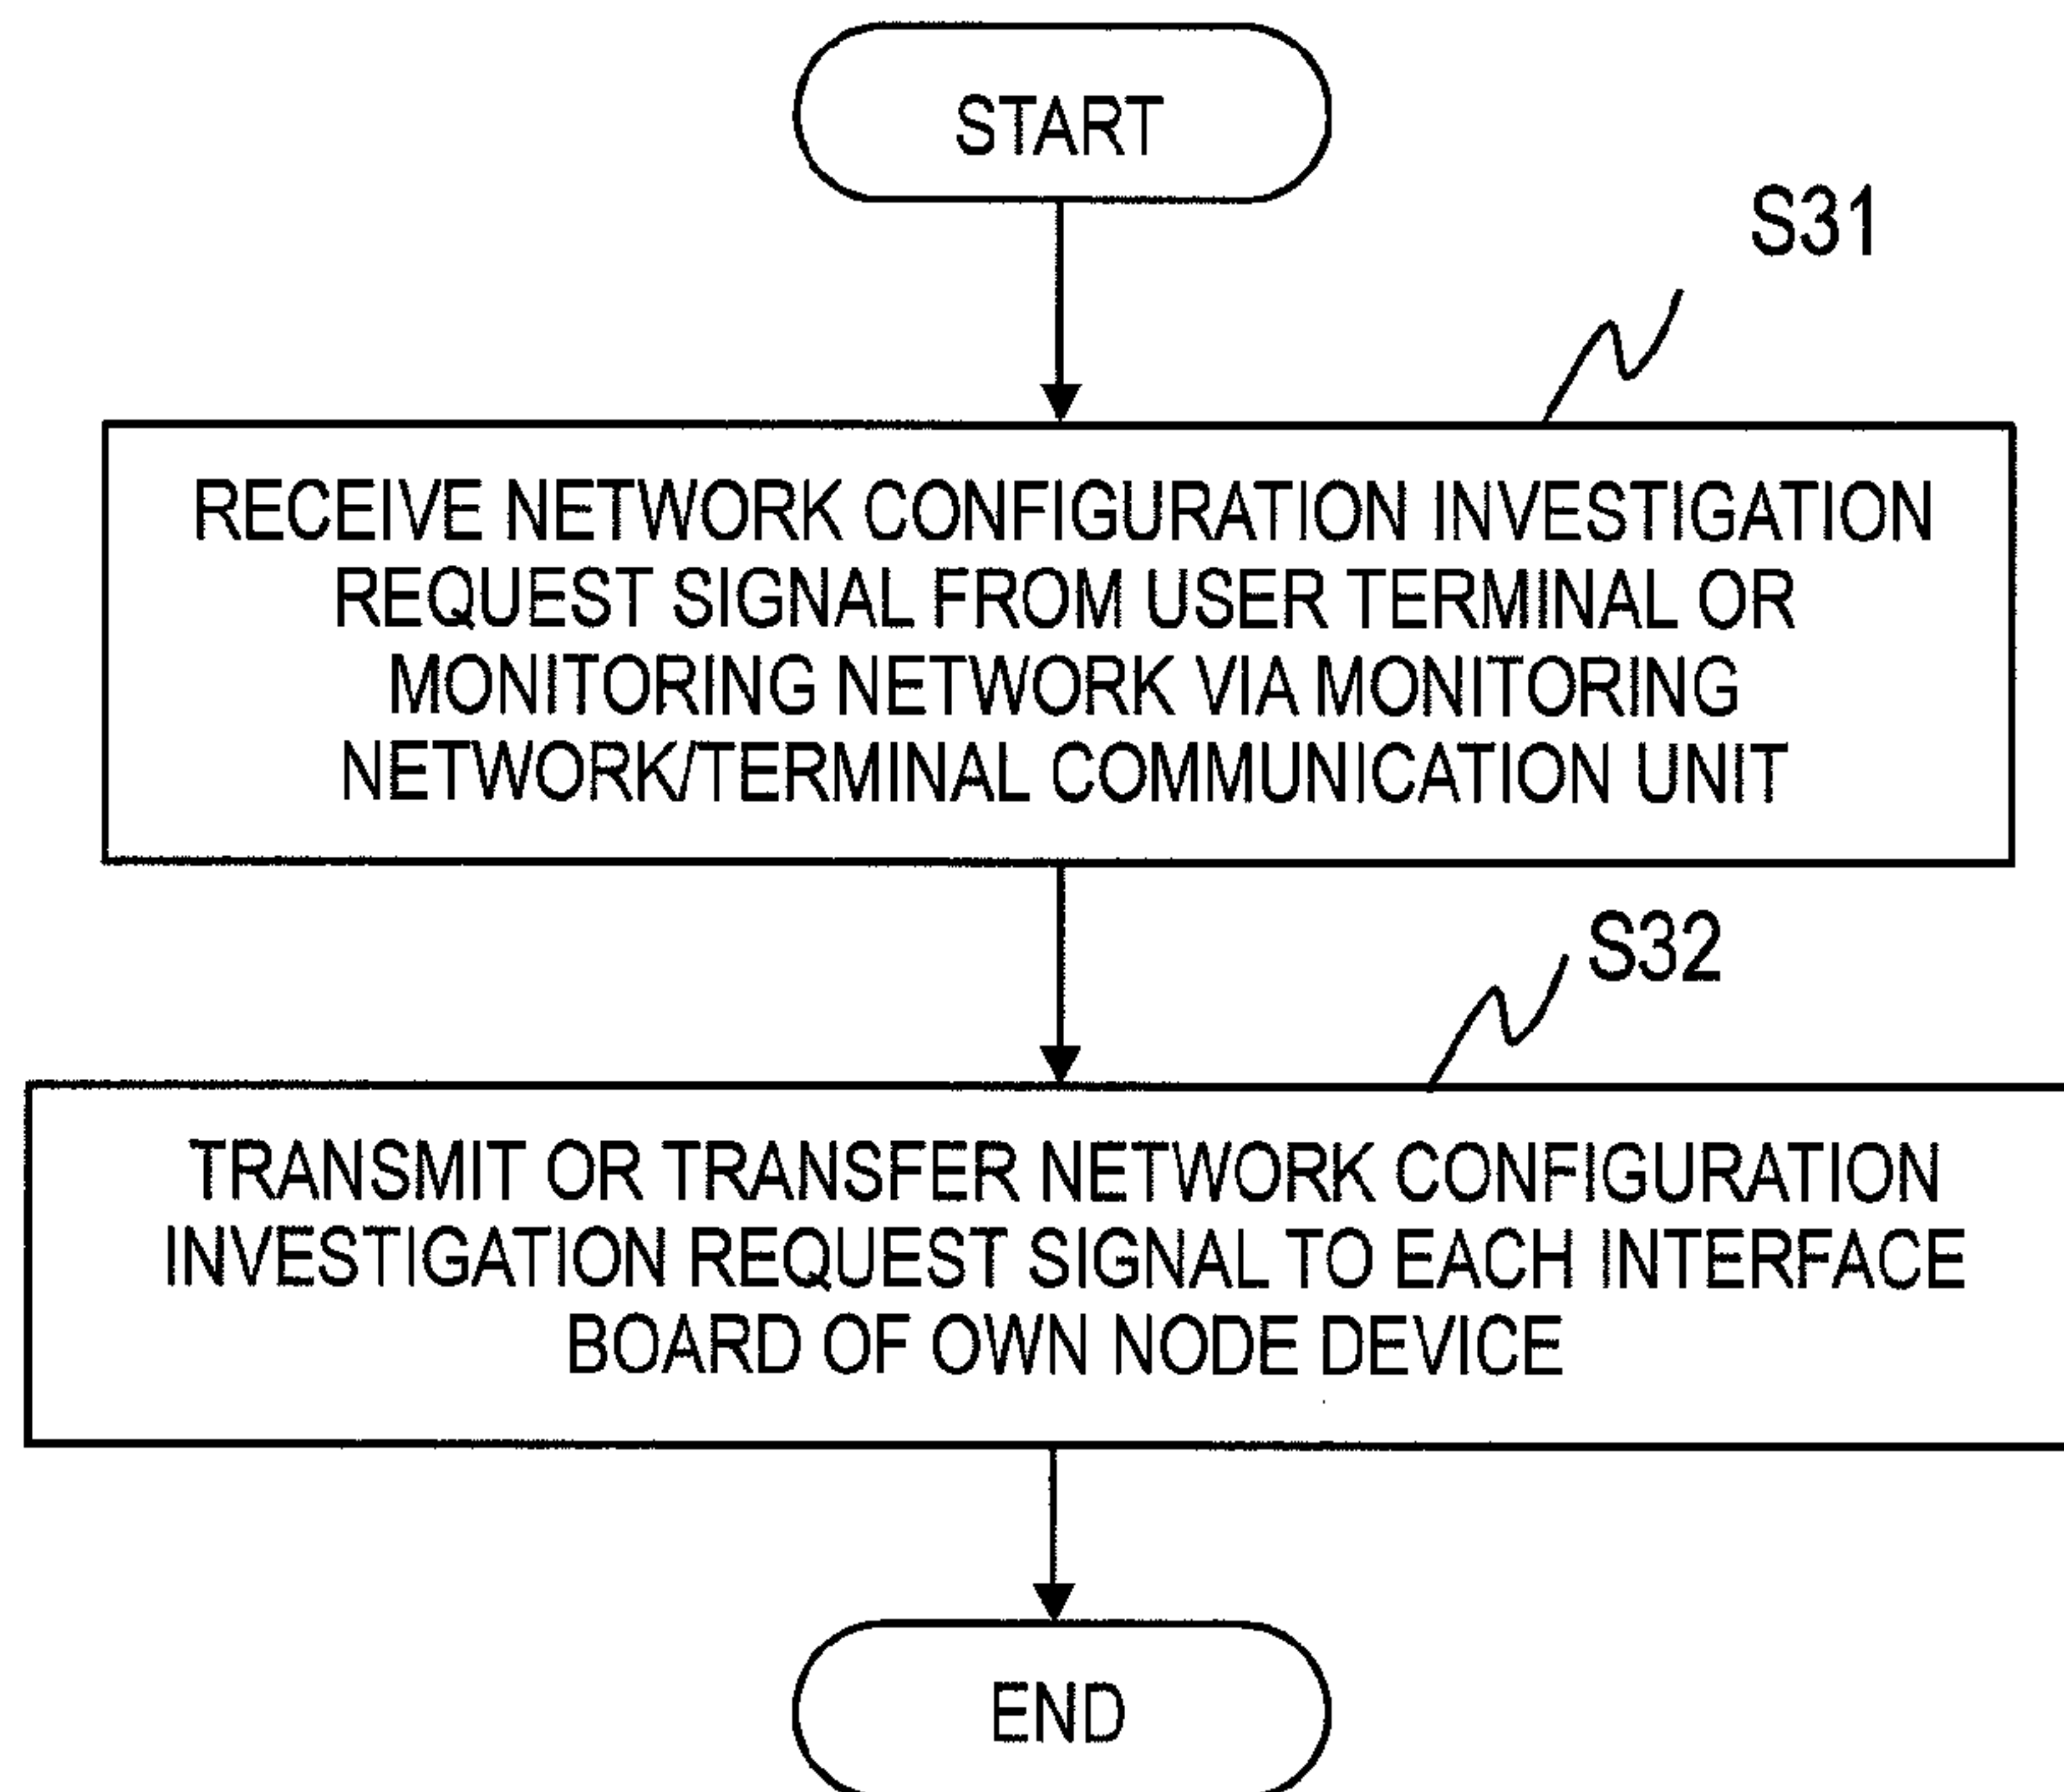 START
S31
RECEIVE NETWORK CONFIGURATION INVESTIGATION
REQUEST SIGNAL FROM USER TERMINAL OR
MONITORING NETWORK VIA MONITORING
NETWORK/TERMINAL COMMUNICATION UNIT
S32
TRANSMIT OR TRANSFER NETWORK CONFIGURATION
INVESTIGATION REQUEST SIGNAL TO EACH INTERFACE
BOARD OF OWN NODE DEVICE
END